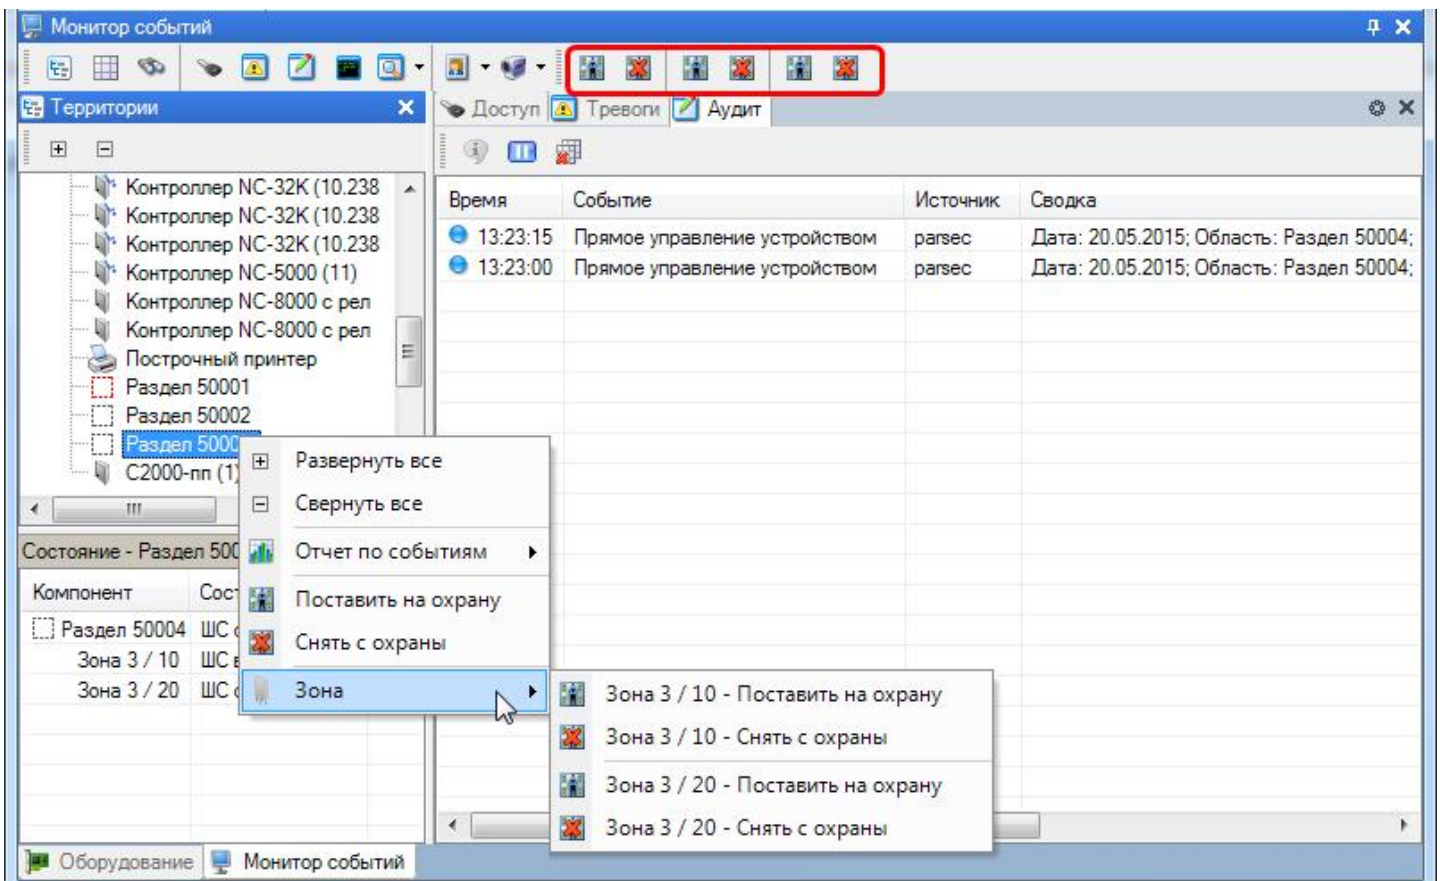 Монитор событий
Территории
Доступ Тревоги Аудит
Контроллер NC-32K (10.238
Контроллер NC-32K (10.238
Контроллер NC-32K (10.238
Контроллер NC-5000 (11)
Контроллер NC-8000 с рел
Контроллер NC-8000 с рел
Построчный принтер
Раздел 50001
Раздел 50002
Раздел 5000
С2000-пп (1)
Время Событие Источник Сводка
13:23:15 Прямое управление устройством parsec Дата: 20.05.2015; Область: Раздел 50004;
13:23:00 Прямое управление устройством parsec Дата: 20.05.2015; Область: Раздел 50004;
Развернуть все
Свернуть все
Отчет по событиям
Поставить на охрану
Снять с охраны
Зона
Состояние - Раздел 500
Компонент Сост
Раздел 50004 ШС
Зона 3 / 10 ШС
Зона 3 / 20 ШС
Зона 3 / 10 - Поставить на охрану
Зона 3 / 10 - Снять с охраны
Зона 3 / 20 - Поставить на охрану
Зона 3 / 20 - Снять с охраны
Оборудование Монитор событий